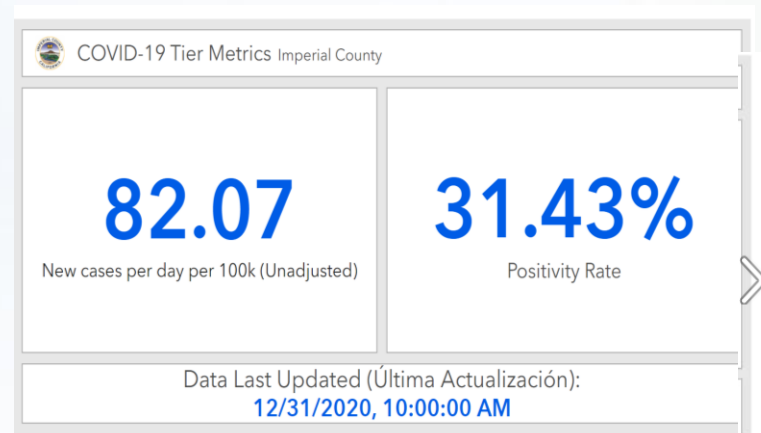 COVID-19 Tier Metrics Imperial County
82.07
New cases per day per 100k (Unadjusted)
31.43%
Positivity Rate
Data Last Updated (Última Actualización):
12/31/2020, 10:00:00 AM